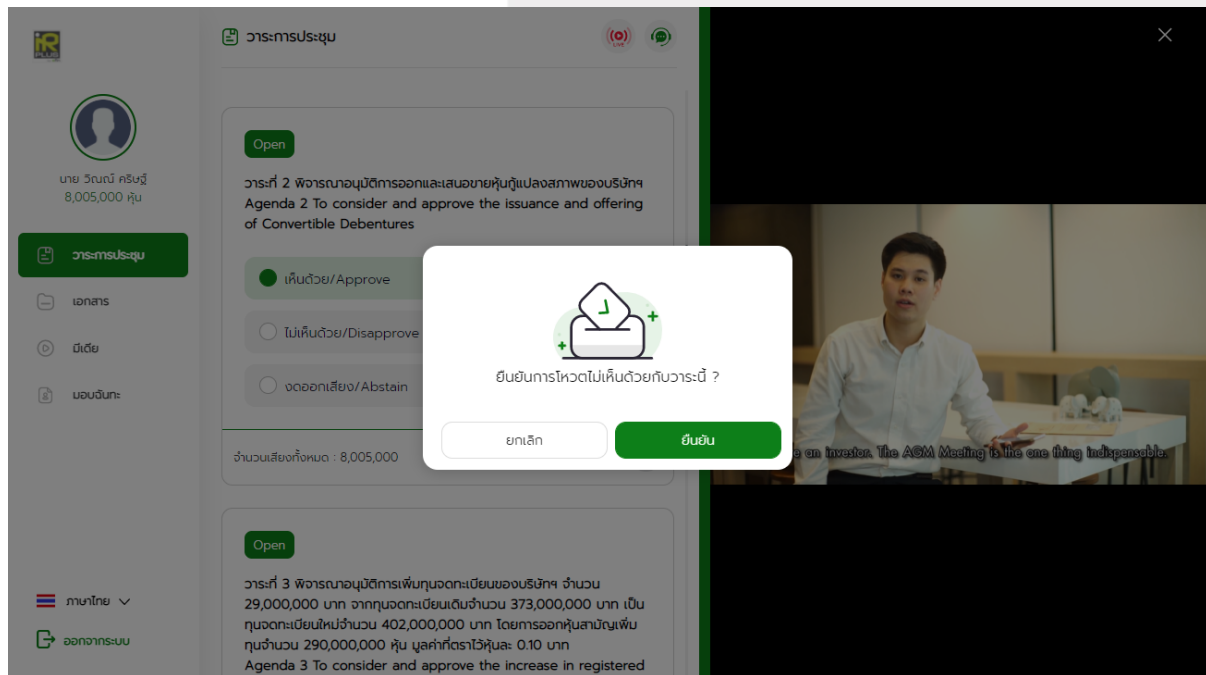 iR
PLUS
นาย วิณณ์ คริษฐ์
8,005,000 หุ้น
วาระการประชุม
เอกสาร
มีเดีย
มอบฉันทะ
ภาษาไทย
ออกจากระบบ
วาระการประชุม
LIVE
Open
วาระที่ 2 พิจารณาอนุมัติการออกและเสนอขายหุ้นกู้แปลงสภาพของบริษัทฯ
Agenda 2 To consider and approve the issuance and offering
of Convertible Debentures
เห็นด้วย/Approve
ไม่เห็นด้วย/Disapprove
งดออกเสียง/Abstain
จำนวนเสียงทั้งหมด : 8,005,000
ยืนยันการโหวตไม่เห็นด้วยกับวาระนี้ ?
ยกเลิก
ยืนยัน
Open
วาระที่ 3 พิจารณาอนุมัติการเพิ่มทุนจดทะเบียนของบริษัทฯ จำนวน
29,000,000 บาท จากทุนจดทะเบียนเดิมจำนวน 373,000,000 บาท เป็น
ทุนจดทะเบียนใหม่จำนวน 402,000,000 บาท โดยการออกหุ้นสามัญเพิ่ม
ทุนจำนวน 290,000,000 หุ้น มูลค่าที่ตราไว้หุ้นละ 0.10 บาท
Agenda 3 To consider and approve the increase in registered
an investor. The AGM Meeting is the one thing indispensable.